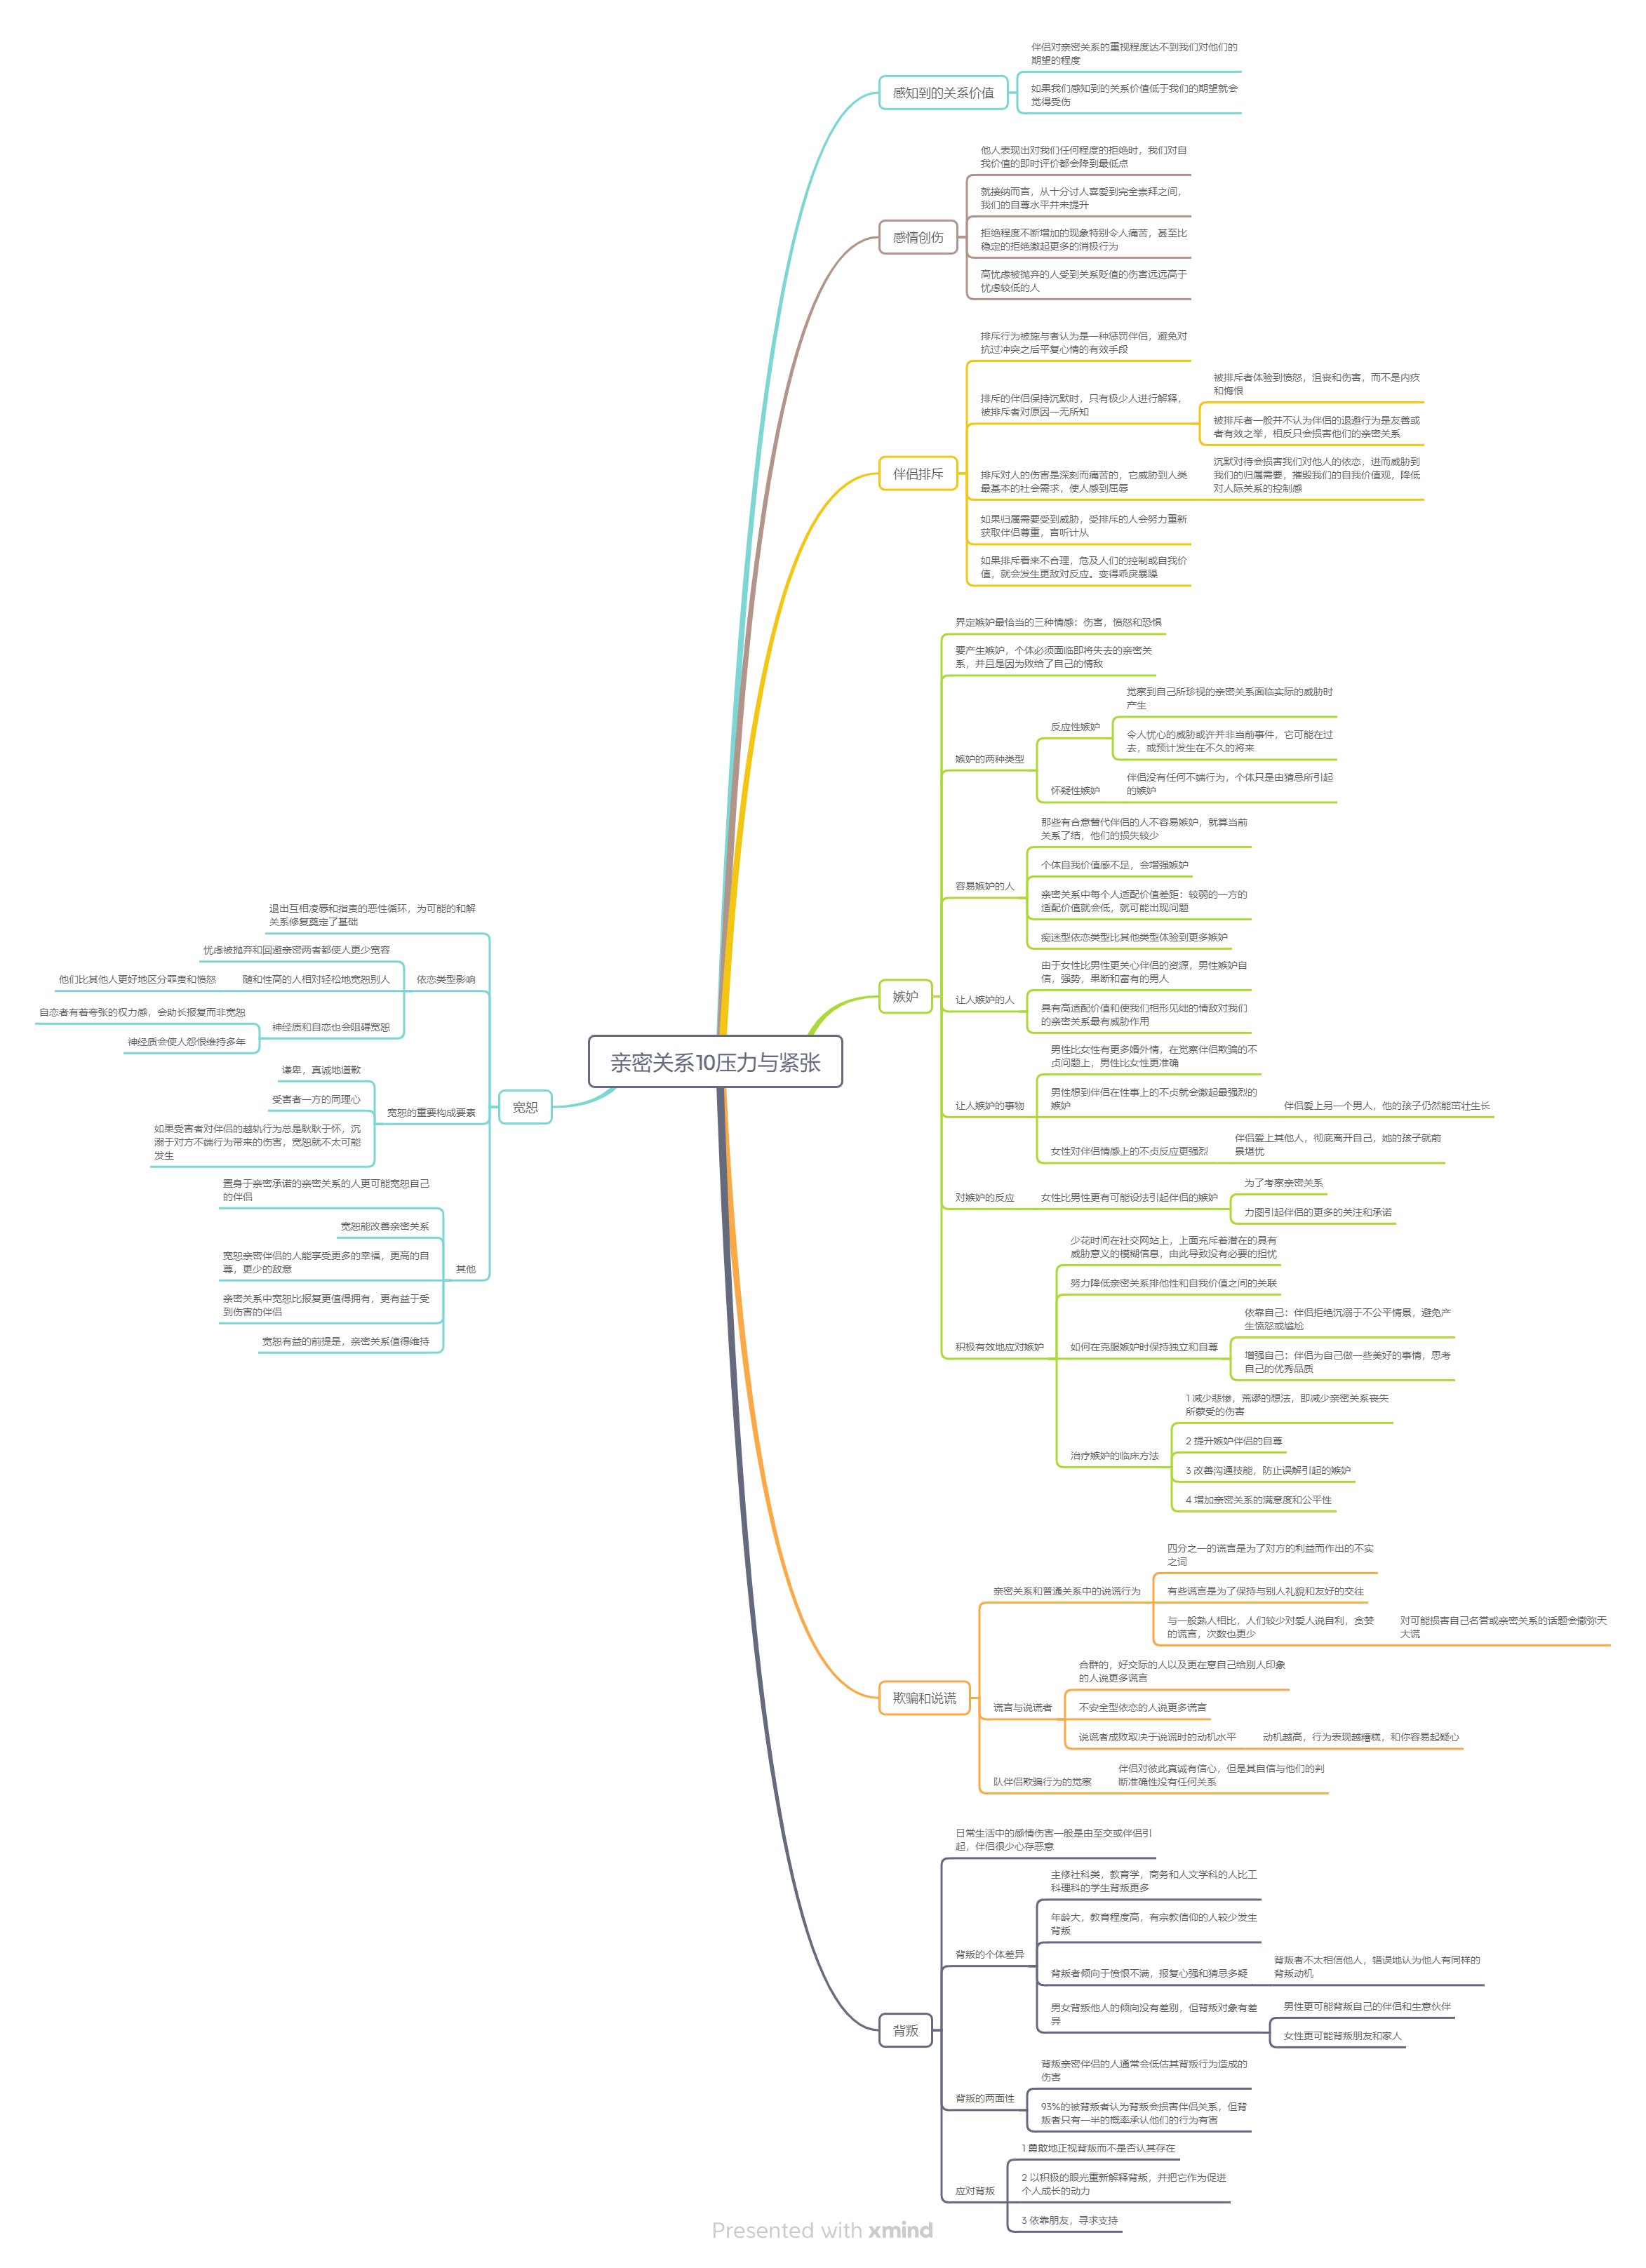 亲密关系10压力与紧张
感知到的关系价值
伴侣对亲密关系的重视程度达不到我们对他们的
期望的程度
如果我们感知到的关系价值低于我们的期望就会
觉得受伤
感情创伤
他人表现出对我们任何程度的拒绝时，我们对自
我价值的即时评价都会降到最低点
就接纳而言，从十分讨人喜爱到完全崇拜之间，
我们的自尊水平并未提升
拒绝程度不断增加的现象特别令人痛苦，甚至比
稳定的拒绝激起更多的消极行为
高忧虑被抛弃的人受到关系贬值的伤害远远高于
忧虑较低的人
伴侣排斥
排斥行为被施与者认为是一种惩罚伴侣，避免对
抗过冲突之后平复心情的有效手段
排斥的伴侣保持沉默时，只有极少人进行解释，
被排斥者对原因一无所知
被排斥者体验到愤怒，沮丧和伤害，而不是内疚
和悔恨
被排斥者一般并不认为伴侣的退避行为是友善或
者有效之举，相反只会损害他们的亲密关系
排斥对人的伤害是深刻而痛苦的，它威胁到人类
最基本的社会需求，使人感到屈辱
沉默对待会损害我们对他人的依恋，进而威胁到
我们的归属需要，摧毁我们的自我价值观，降低
对人际关系的控制感
如果归属需要受到威胁，受排斥的人会努力重新
获取伴侣尊重，言听计从
如果排斥看来不合理，危及人们的控制或自我价
值，就会发生更敌对反应。变得乖戾暴躁
嫉妒
界定嫉妒最恰当的三种情感：伤害，愤怒和恐惧
要产生嫉妒，个体必须面临即将失去的亲密关
系，并且是因为败给了自己的情敌
嫉妒的两种类型
反应性嫉妒
觉察到自己所珍视的亲密关系面临实际的威胁时
产生
令人忧心的威胁或许并非当前事件，它可能在过
去，或预计发生在不久的将来
怀疑性嫉妒
伴侣没有任何不端行为，个体只是由猜忌所引起
的嫉妒
容易嫉妒的人
那些有合意替代伴侣的人不容易嫉妒，就算当前
关系了结，他们的损失较少
个体自我价值感不足，会增强嫉妒
亲密关系中每个人适配价值差距：较弱的一方的
适配价值就会低，就可能出现问题
痴迷型依恋类型比其他类型体验到更多嫉妒
让人嫉妒的人
由于女性比男性更关心伴侣的资源，男性嫉妒自
信，强势，果断和富有的男人
具有高适配价值和使我们相形见绌的情敌对我们
的亲密关系最有威胁作用
让人嫉妒的事物
男性比女性有更多婚外情，在觉察伴侣欺骗的不
贞问题上，男性比女性更准确
男性想到伴侣在性事上的不贞就会激起最强烈的
嫉妒
伴侣爱上另一个男人，他的孩子仍然能茁壮生长
女性对伴侣情感上的不贞反应更强烈
伴侣爱上其他人，彻底离开自己，她的孩子就前
景堪忧
对嫉妒的反应
女性比男性更有可能设法引起伴侣的嫉妒
为了考察亲密关系
力图引起伴侣的更多的关注和承诺
积极有效地应对嫉妒
少花时间在社交网站上，上面充斥着潜在的具有
威胁意义的模糊信息，由此导致没有必要的担忧
努力降低亲密关系排他性和自我价值之间的关联
如何在克服嫉妒时保持独立和自尊
依靠自己：伴侣拒绝沉溺于不公平情景，避免产
生愤怒或尴尬
增强自己：伴侣为自己做一些美好的事情，思考
自己的优秀品质
治疗嫉妒的临床方法
1 减少悲惨，荒谬的想法，即减少亲密关系丧失
所蒙受的伤害
2 提升嫉妒伴侣的自尊
3 改善沟通技能，防止误解引起的嫉妒
4 增加亲密关系的满意度和公平性
欺骗和说谎
亲密关系和普通关系中的说谎行为
四分之一的谎言是为了对方的利益而作出的不实
之词
有些谎言是为了保持与别人礼貌和友好的交往
与一般熟人相比，人们较少对爱人说自利，贪婪
的谎言，次数也更少
对可能损害自己名誉或亲密关系的话题会撒弥天
大谎
谎言与说谎者
合群的，好交际的人以及更在意自己给别人印象
的人说更多谎言
不安全型依恋的人说更多谎言
说谎者成败取决于说谎时的动机水平
动机越高，行为表现越糟糕，和你容易起疑心
队伴侣欺骗行为的觉察
伴侣对彼此真诚有信心，但是其自信与他们的判
断准确性没有任何关系
背叛
日常生活中的感情伤害一般是由至交或伴侣引
起，伴侣很少心存恶意
背叛的个体差异
主修社科类，教育学，商务和人文学科的人比工
科理科的学生背叛更多
年龄大，教育程度高，有宗教信仰的人较少发生
背叛
背叛者倾向于愤恨不满，报复心强和猜忌多疑
背叛者不太相信他人，错误地认为他人有同样的
背叛动机
男女背叛他人的倾向没有差别，但背叛对象有差
异
男性更可能背叛自己的伴侣和生意伙伴
女性更可能背叛朋友和家人
背叛的两面性
背叛亲密伴侣的人通常会低估其背叛行为造成的
伤害
93%的被背叛者认为背叛会损害伴侣关系，但背
叛者只有一半的概率承认他们的行为有害
应对背叛
1 勇敢地正视背叛而不是否认其存在
2 以积极的眼光重新解释背叛，并把它作为促进
个人成长的动力
3 依靠朋友，寻求支持
宽恕
退出互相凌辱和指责的恶性循环，为可能的和解
关系修复奠定了基础
依恋类型影响
忧虑被抛弃和回避亲密两者都使人更少宽容
随和性高的人相对轻松地宽恕别人
他们比其他人更好地区分罪责和愤怒
神经质和自恋也会阻碍宽恕
自恋者有着夸张的权力感，会助长报复而非宽恕
神经质会使人怨恨维持多年
宽恕的重要构成要素
谦卑，真诚地道歉
受害者一方的同理心
如果受害者对伴侣的越轨行为总是耿耿于怀，沉
溺于对方不端行为带来的伤害，宽恕就不太可能
发生
其他
置身于亲密承诺的亲密关系的人更可能宽恕自己
的伴侣
宽恕能改善亲密关系
宽恕亲密伴侣的人能享受更多的幸福，更高的自
尊，更少的敌意
亲密关系中宽恕比报复更值得拥有，更有益于受
到伤害的伴侣
宽恕有益的前提是，亲密关系值得维持
Presented with xmind